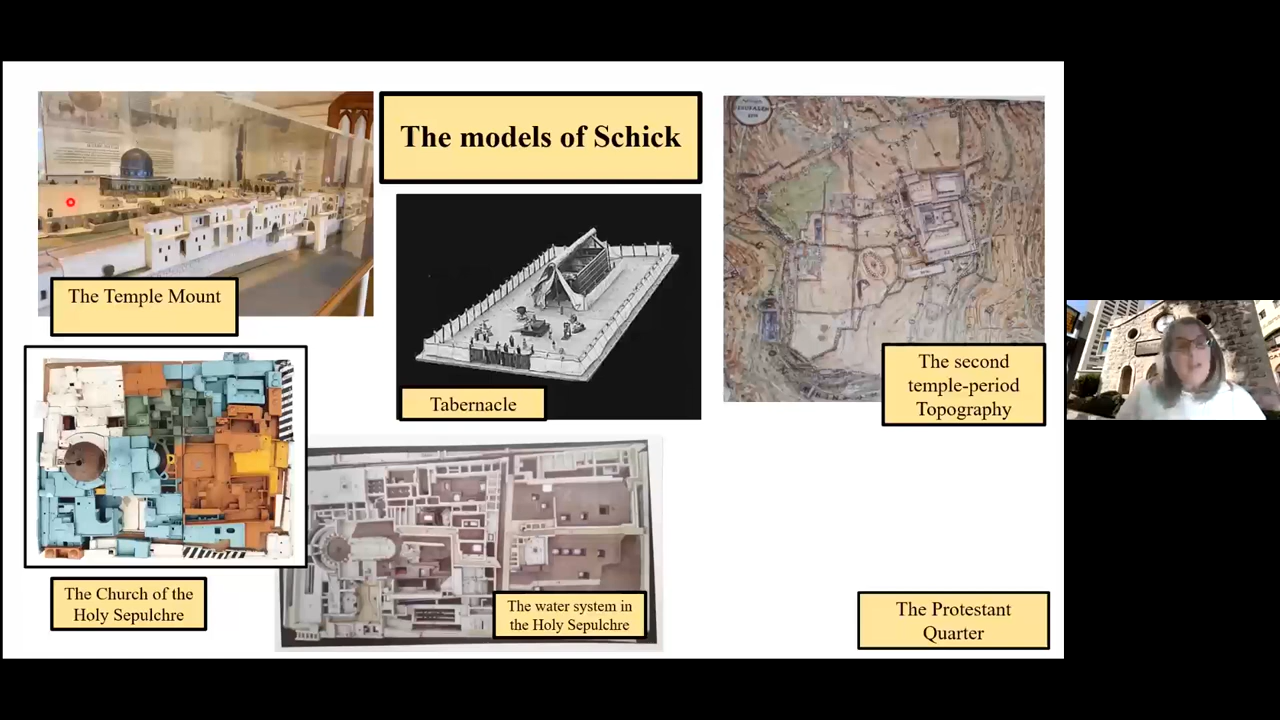 The models of Schick
The Temple Mount
Tabernacle
The second
temple-period
Topography
The Church of the
Holy Sepulchre
The water system in
the Holy Sepulchre
The Protestant
Quarter